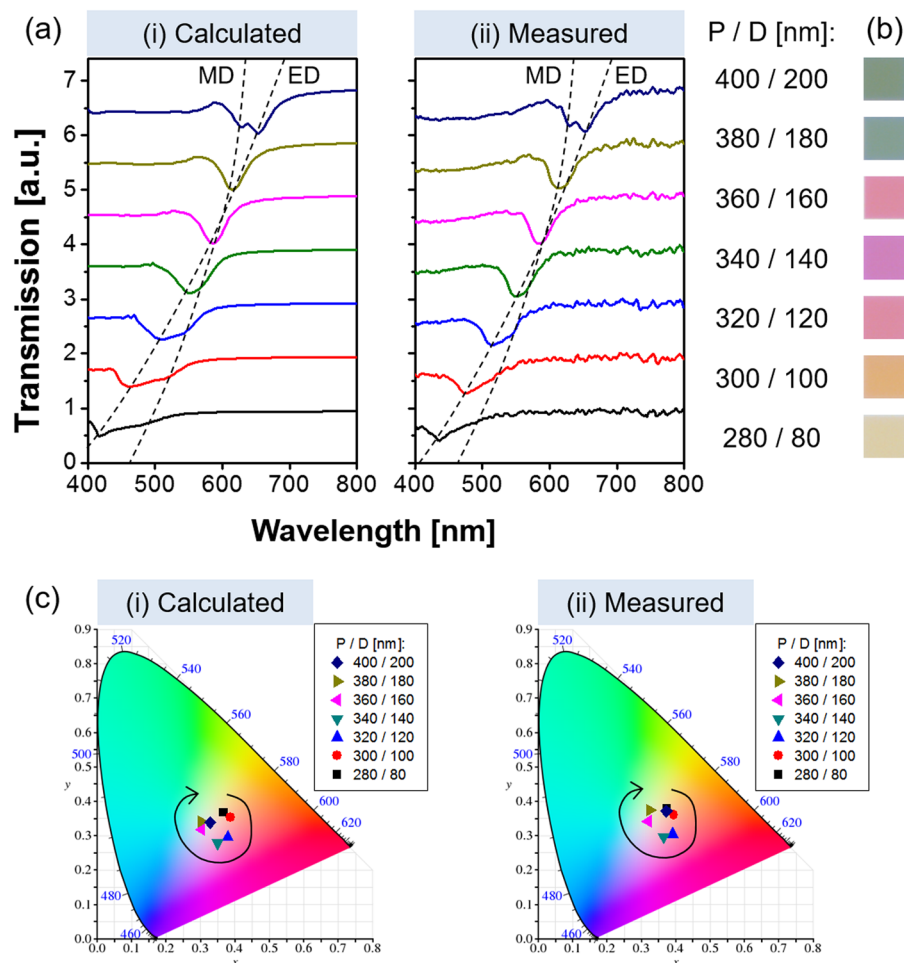 (a)
(i) Calculated
(ii) Measured
P / D [nm]:
(b)
MD
ED
MD
ED
7
6
5
4
3
2
1
0
Transmission [a.u.]
400 / 200
380 / 180
360 / 160
340 / 140
320 / 120
300 / 100
280 / 80
400 500 600 700 800
400 500 600 700 800
Wavelength [nm]
(c)
(i) Calculated
(ii) Measured
0.9
0.8
0.7
0.6
0.5
0.4
0.3
0.2
0.1
0.0
y
520
540
560
580
600
620
500
480
460
P / D [nm]:
400 / 200
380 / 180
360 / 160
340 / 140
320 / 120
300 / 100
280 / 80
0.0 0.1 0.2 0.3 0.4 0.5 0.6 0.7 0.8
x
0.9
0.8
0.7
0.6
0.5
0.4
0.3
0.2
0.1
0.0
y
520
540
560
580
600
620
500
480
460
P / D [nm]:
400 / 200
380 / 180
360 / 160
340 / 140
320 / 120
300 / 100
280 / 80
0.0 0.1 0.2 0.3 0.4 0.5 0.6 0.7 0.8
x